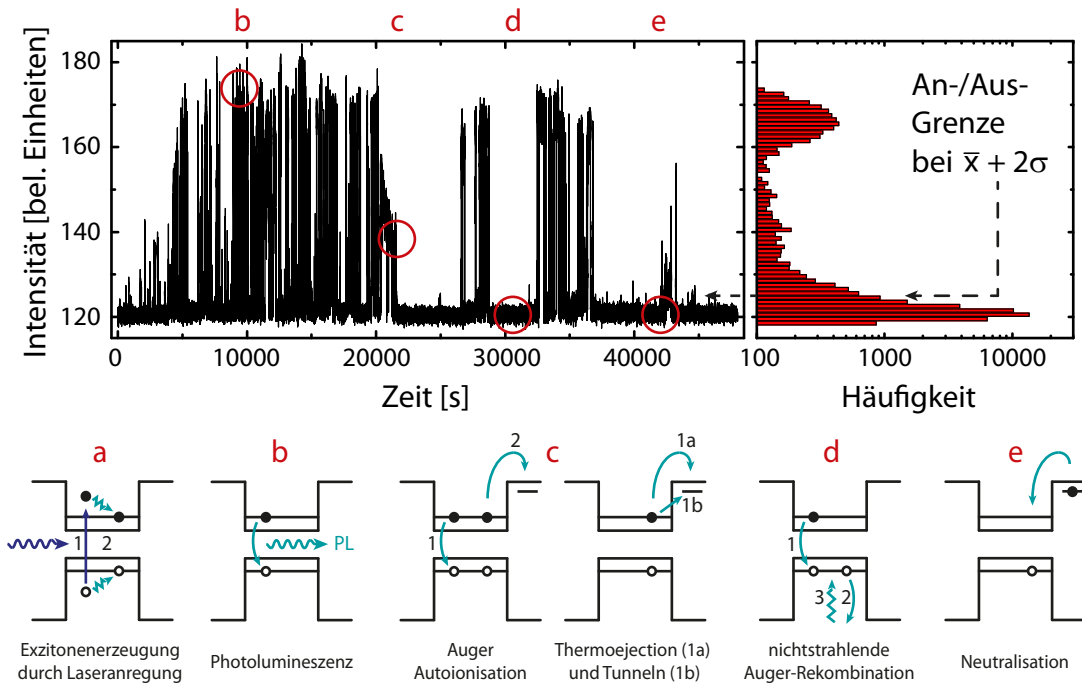 b c d e
Intensität [bel. Einheiten]
180
160
140
120
0 10000 20000 30000 40000
Zeit [s]
An-/Aus-
Grenze
bei x̅ + 2σ
100 1000 10000
Häufigkeit
a b c d e
1 2
PL
1 2
1a
1b
1 2 3
Exzitonenerzeugung
durch Laseranregung
Photolumineszenz
Auger
Autoionisation
Thermoejection (1a)
und Tunneln (1b)
nichtstrahlende
Auger-Rekombination
Neutralisation